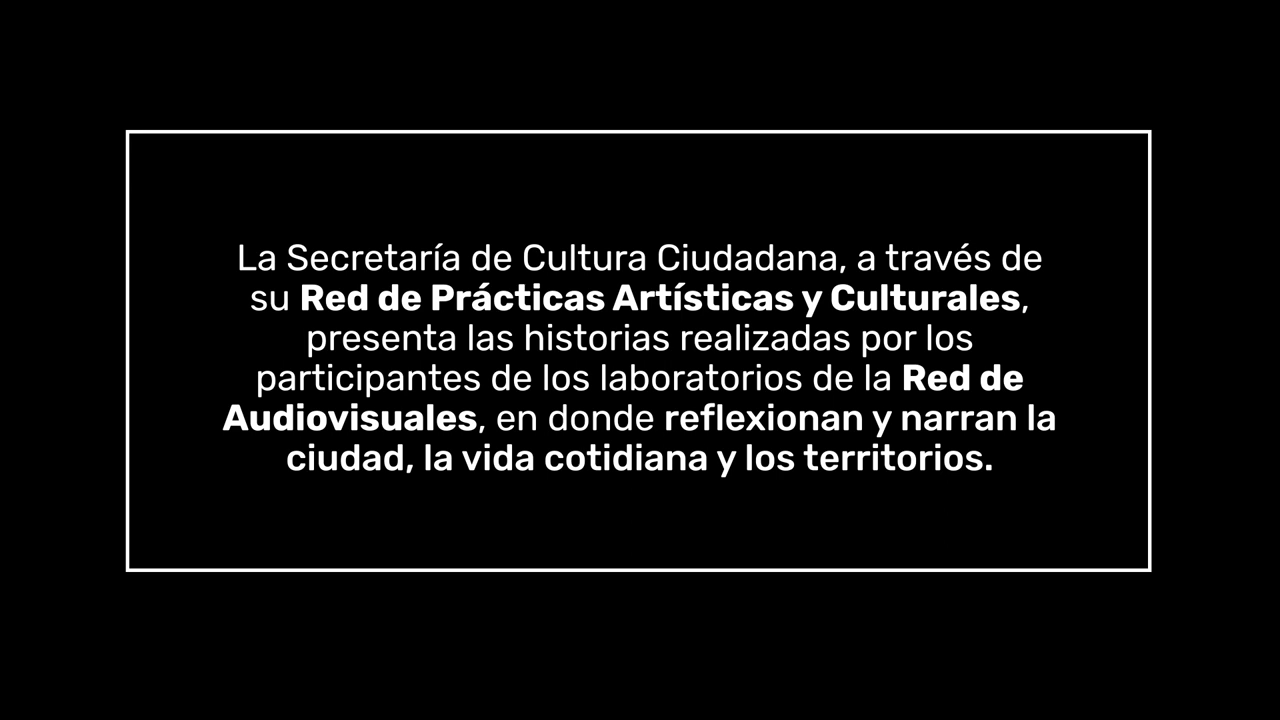 La Secretaría de Cultura Ciudadana, a través de
su Red de Prácticas Artísticas y Culturales,
presenta las historias realizadas por los
participantes de los laboratorios de la Red de
Audiovisuales, en donde reflexionan y narran la
ciudad, la vida cotidiana y los territorios.